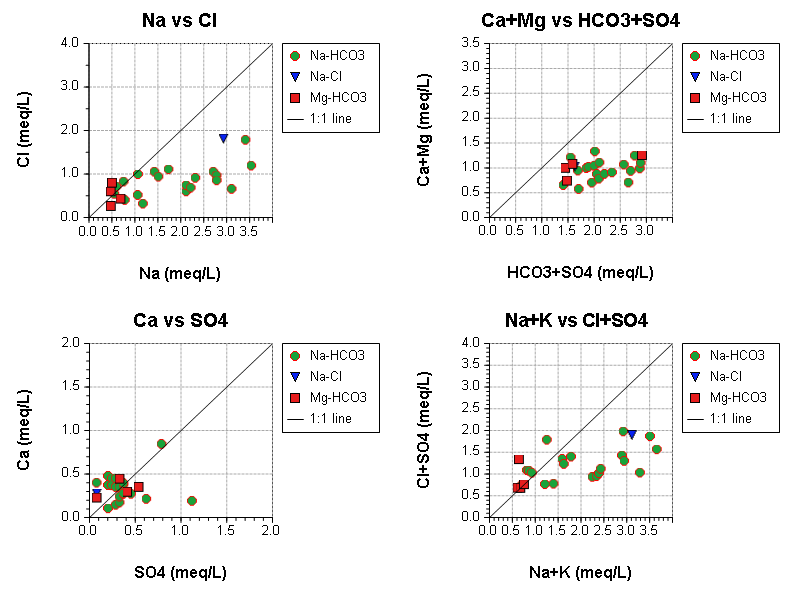 Na vs Cl
Cl (meq/L)
4.0
3.0
2.0
1.0
0.0
0.0 0.5 1.0 1.5 2.0 2.5 3.0 3.5
Na (meq/L)
Na-HCO3
Na-Cl
Mg-HCO3
1:1 line
Ca+Mg vs HCO3+SO4
Ca+Mg (meq/L)
3.5
3.0
2.5
2.0
1.5
1.0
0.5
0.0
0.0 0.5 1.0 1.5 2.0 2.5 3.0
HCO3+SO4 (meq/L)
Na-HCO3
Na-Cl
Mg-HCO3
1:1 line
Ca vs SO4
Ca (meq/L)
2.0
1.5
1.0
0.5
0.0
0.0 0.5 1.0 1.5 2.0
SO4 (meq/L)
Na-HCO3
Na-Cl
Mg-HCO3
1:1 line
Na+K vs Cl+SO4
Cl+SO4 (meq/L)
4.0
3.5
3.0
2.5
2.0
1.5
1.0
0.5
0.0
0.0 0.5 1.0 1.5 2.0 2.5 3.0 3.5
Na+K (meq/L)
Na-HCO3
Na-Cl
Mg-HCO3
1:1 line